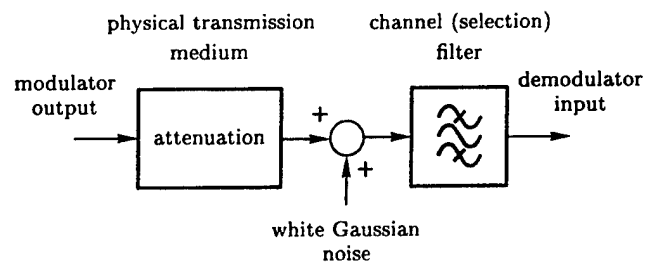 physical transmission
medium
channel (selection)
filter
modulator
output
demodulator
input
attenuation
+
+
white Gaussian
noise